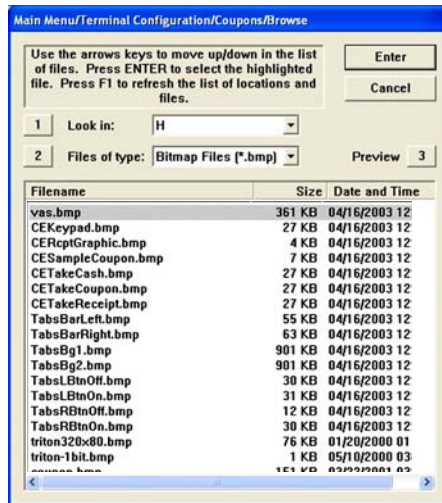 Main Menu/Terminal Configuration/Coupons/Browse
Use the arrows keys to move up/down in the list
of files. Press ENTER to select the highlighted
file. Press F1 to refresh the list of locations and
files.
Enter
Cancel
1 Look in: H
2 Files of type: Bitmap Files (*.bmp) Preview 3
Filename Size Date and Time
vas.bmp 361 KB 04/16/2003 12
CEKeypad.bmp 27 KB 04/16/2003 12
CERcptGraphic.bmp 4 KB 04/16/2003 12
CESampleCoupon.bmp 7 KB 04/16/2003 12
CETakeCash.bmp 27 KB 04/16/2003 12
CETakeCoupon.bmp 27 KB 04/16/2003 12
CETakeReceipt.bmp 27 KB 04/16/2003 12
TabsBarLeft.bmp 55 KB 04/16/2003 12
TabsBarRight.bmp 63 KB 04/16/2003 12
TabsBg1.bmp 901 KB 04/16/2003 12
TabsBg2.bmp 901 KB 04/16/2003 12
TabsLBtnOff.bmp 30 KB 04/16/2003 12
TabsLBtnOn.bmp 31 KB 04/16/2003 12
TabsRBtnOff.bmp 12 KB 04/16/2003 12
TabsRBtnOn.bmp 30 KB 04/16/2003 12
triton320x80.bmp 76 KB 01/20/2000 01
triton-1bit.bmp 1 KB 05/10/2000 03
coupon.bmp 151 KB 03/22/2001 03